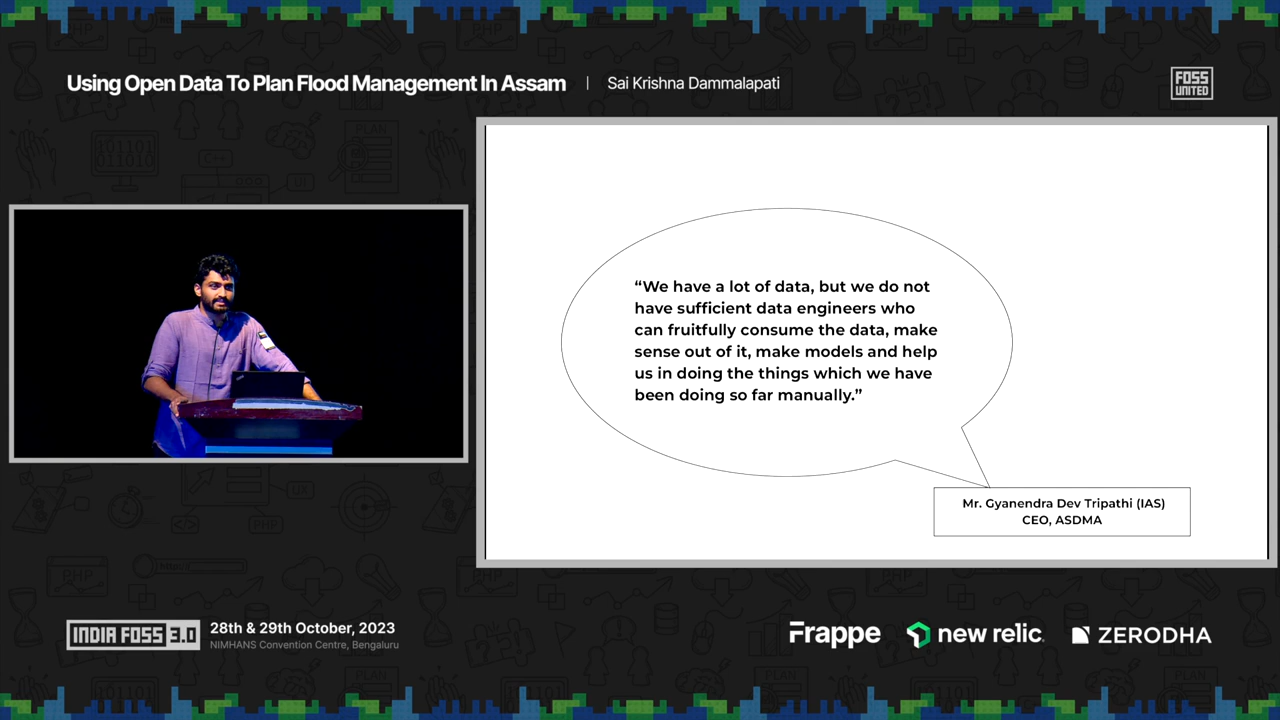 Using Open Data To Plan Flood Management In Assam | Sai Krishna Dammalapati
FOSS
UNITED
“We have a lot of data, but we do not
have sufficient data engineers who
can fruitfully consume the data, make
sense out of it, make models and help
us in doing the things which we have
been doing so far manually.”
Mr. Gyanendra Dev Tripathi (IAS)
CEO, ASDMA
INDIA FOSS 3.0
28th & 29th October, 2023
NIMHANS Convention Centre, Bengaluru
Frappe
new relic
ZERODHA